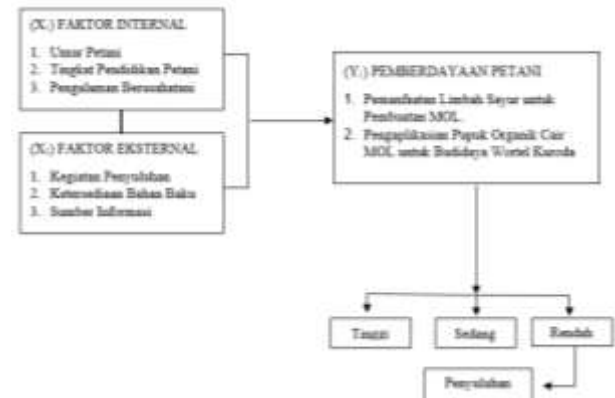 (X₁) FAKTOR INTERNAL
1. Umur Petani
2. Tingkat Pendidikan Petani
3. Pengalaman Berusahatani
(X₂) FAKTOR EKSTERNAL
1. Kegiatan Penyuluhan
2. Ketersediaan Bahan Baku
3. Sumber Informasi
(Y₁) PEMBERDAYAAN PETANI
1. Pemanfaatan Limbah Sayur untuk
Pembuatan MOL.
2. Pengaplikasian Pupuk Organik Cair
MOL untuk Budidaya Wortel Kuroda
Tinggi
Sedang
Rendah
Penyuluhan